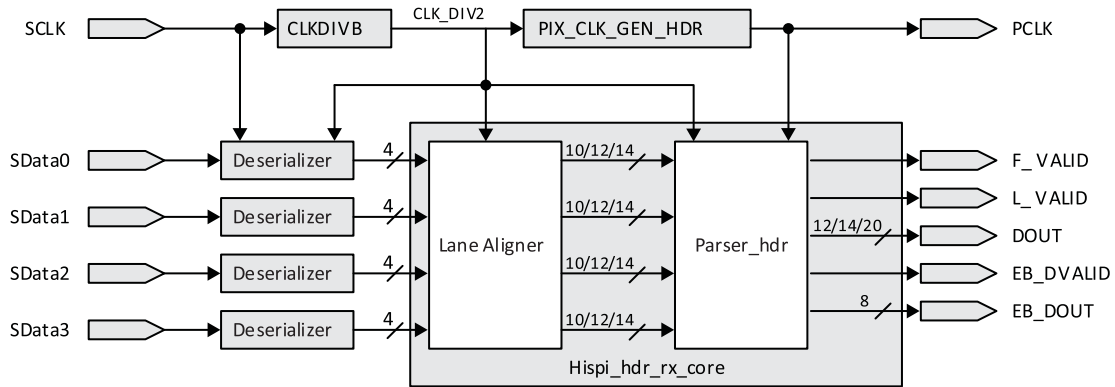 SCLK CLKDIVB CLK_DIV2 PIX_CLK_GEN_HDR PCLK
SData0 Deserializer 4 10/12/14 F_VALID
L_VALID
SData1 Deserializer 4 10/12/14
12/14/20 DOUT
Lane Aligner Parser_hdr
SData2 Deserializer 4 10/12/14 EB_DVALID
8 EB_DOUT
SData3 Deserializer 4 10/12/14
Hispi_hdr_rx_core